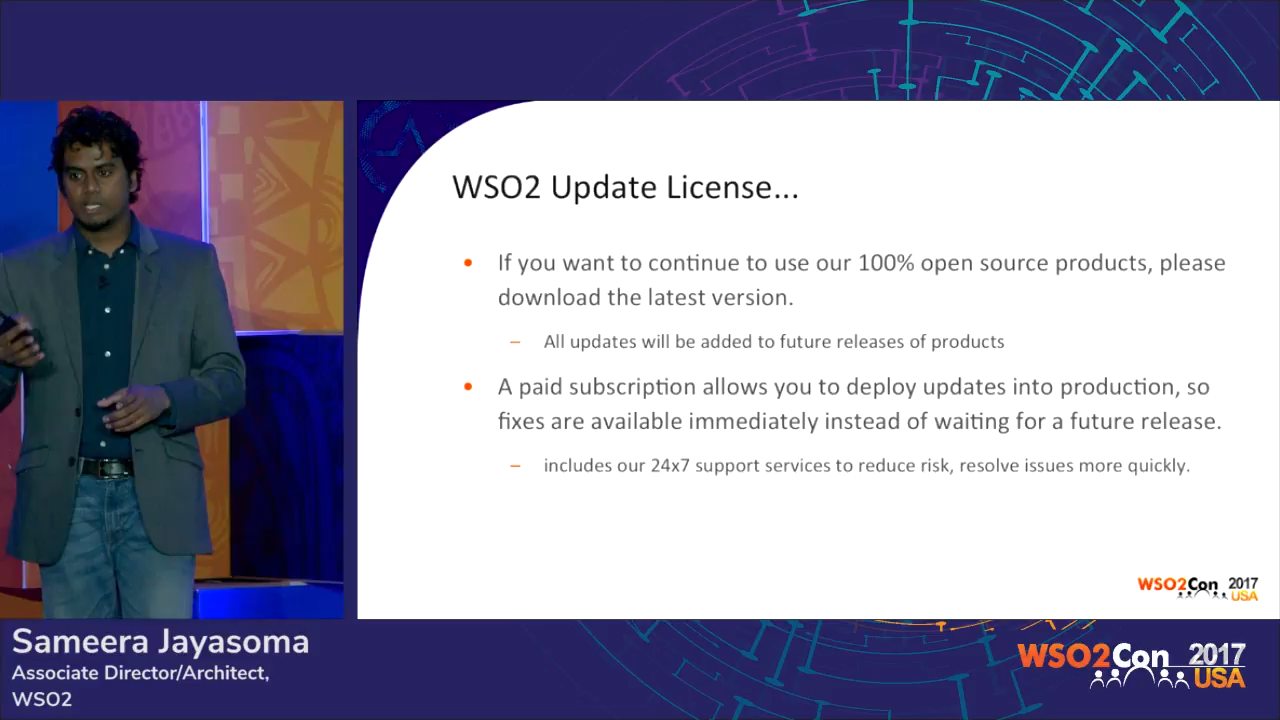 WSO2 Update License...
• If you want to continue to use our 100% open source products, please
download the latest version.
– All updates will be added to future releases of products
• A paid subscription allows you to deploy updates into production, so
fixes are available immediately instead of waiting for a future release.
– includes our 24x7 support services to reduce risk, resolve issues more quickly.
WSO2Con 2017
USA
Sameera Jayasoma
Associate Director/Architect,
WSO2
WSO2Con 2017
USA